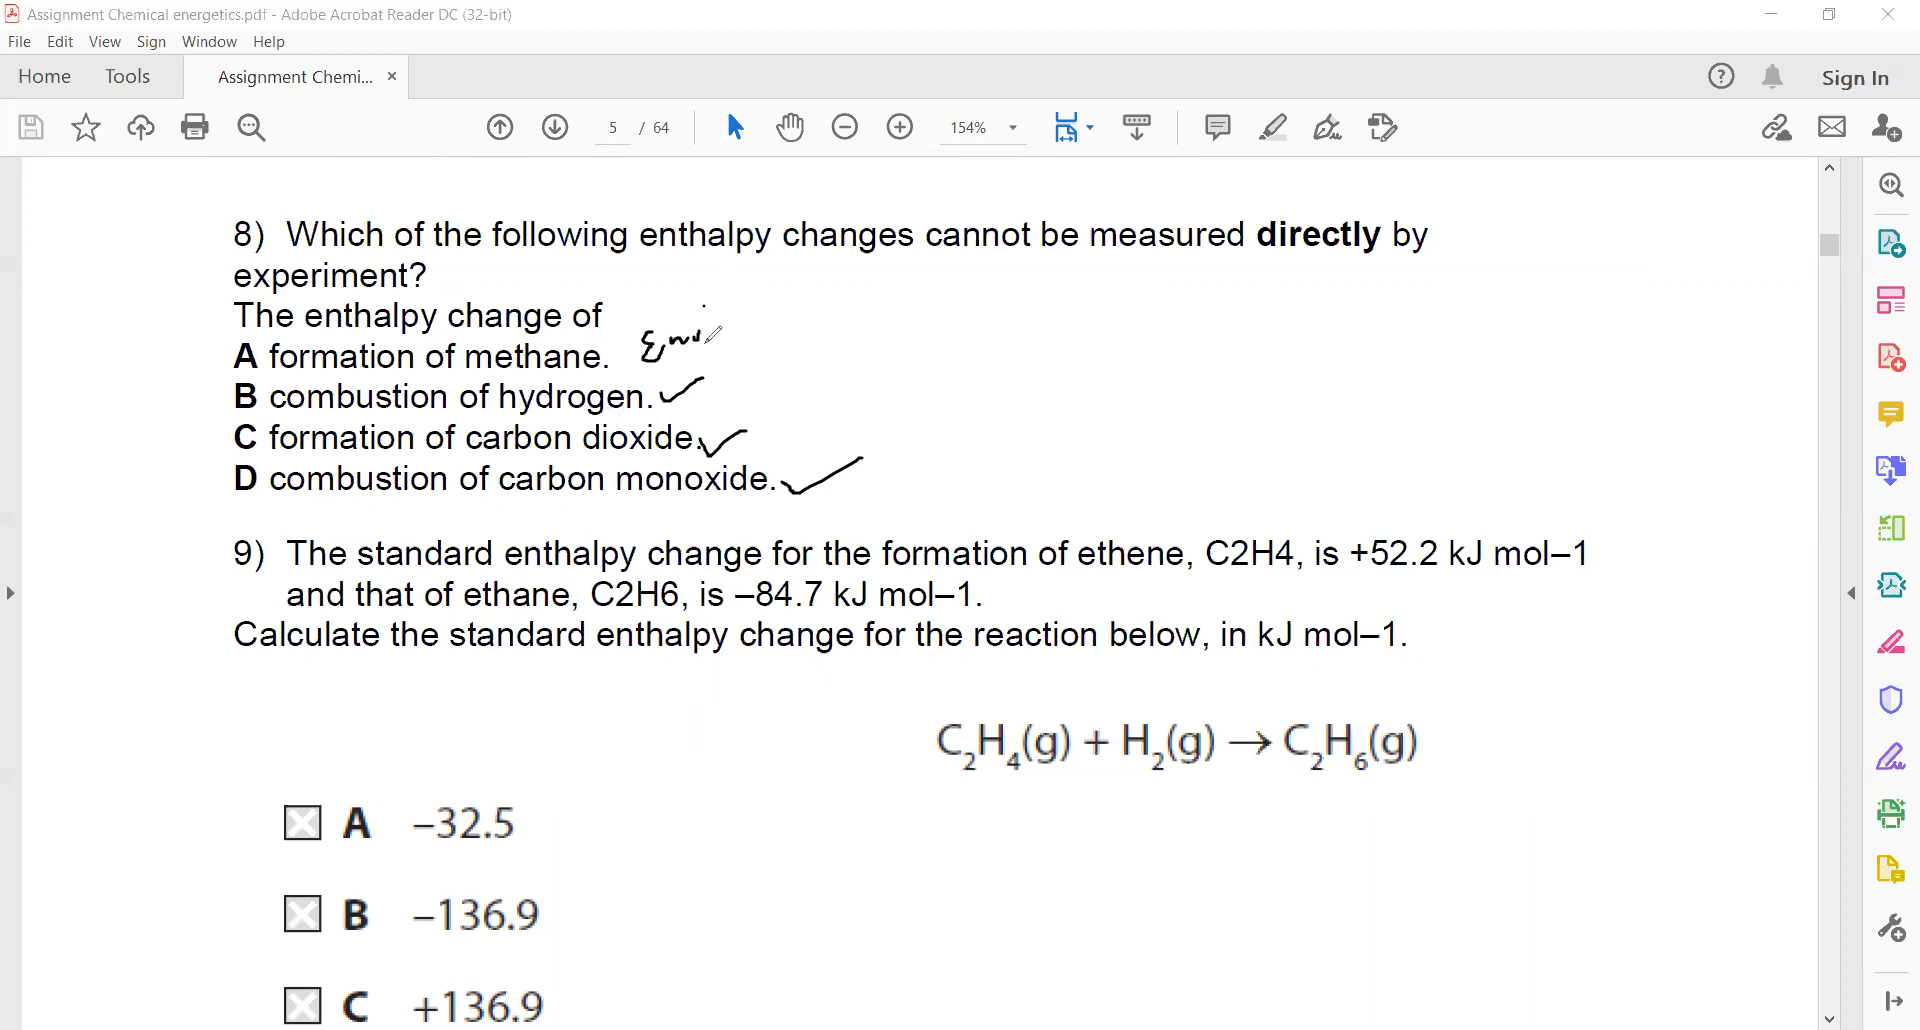 Assignment Chemical energetics.pdf - Adobe Acrobat Reader DC (32-bit)
File Edit View Sign Window Help
Home Tools Assignment Chemi... × Sign In
5 / 64 154%
8) Which of the following enthalpy changes cannot be measured directly by
experiment?
The enthalpy change of
A formation of methane.
B combustion of hydrogen.
C formation of carbon dioxide.
D combustion of carbon monoxide.
9) The standard enthalpy change for the formation of ethene, C2H4, is +52.2 kJ mol–1
and that of ethane, C2H6, is –84.7 kJ mol–1.
Calculate the standard enthalpy change for the reaction below, in kJ mol–1.
C₂H₄(g) + H₂(g) → C₂H₆(g)
A –32.5
B –136.9
C +136.9